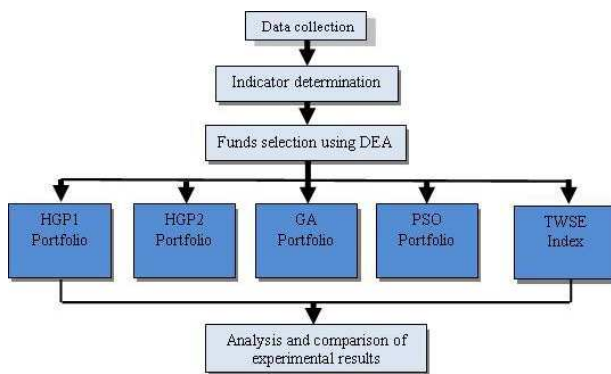 Data collection
Indicator determination
Funds selection using DEA
HGP1
Portfolio
HGP2
Portfolio
GA
Portfolio
PSO
Portfolio
TWSE
Index
Analysis and comparison of
experimental results